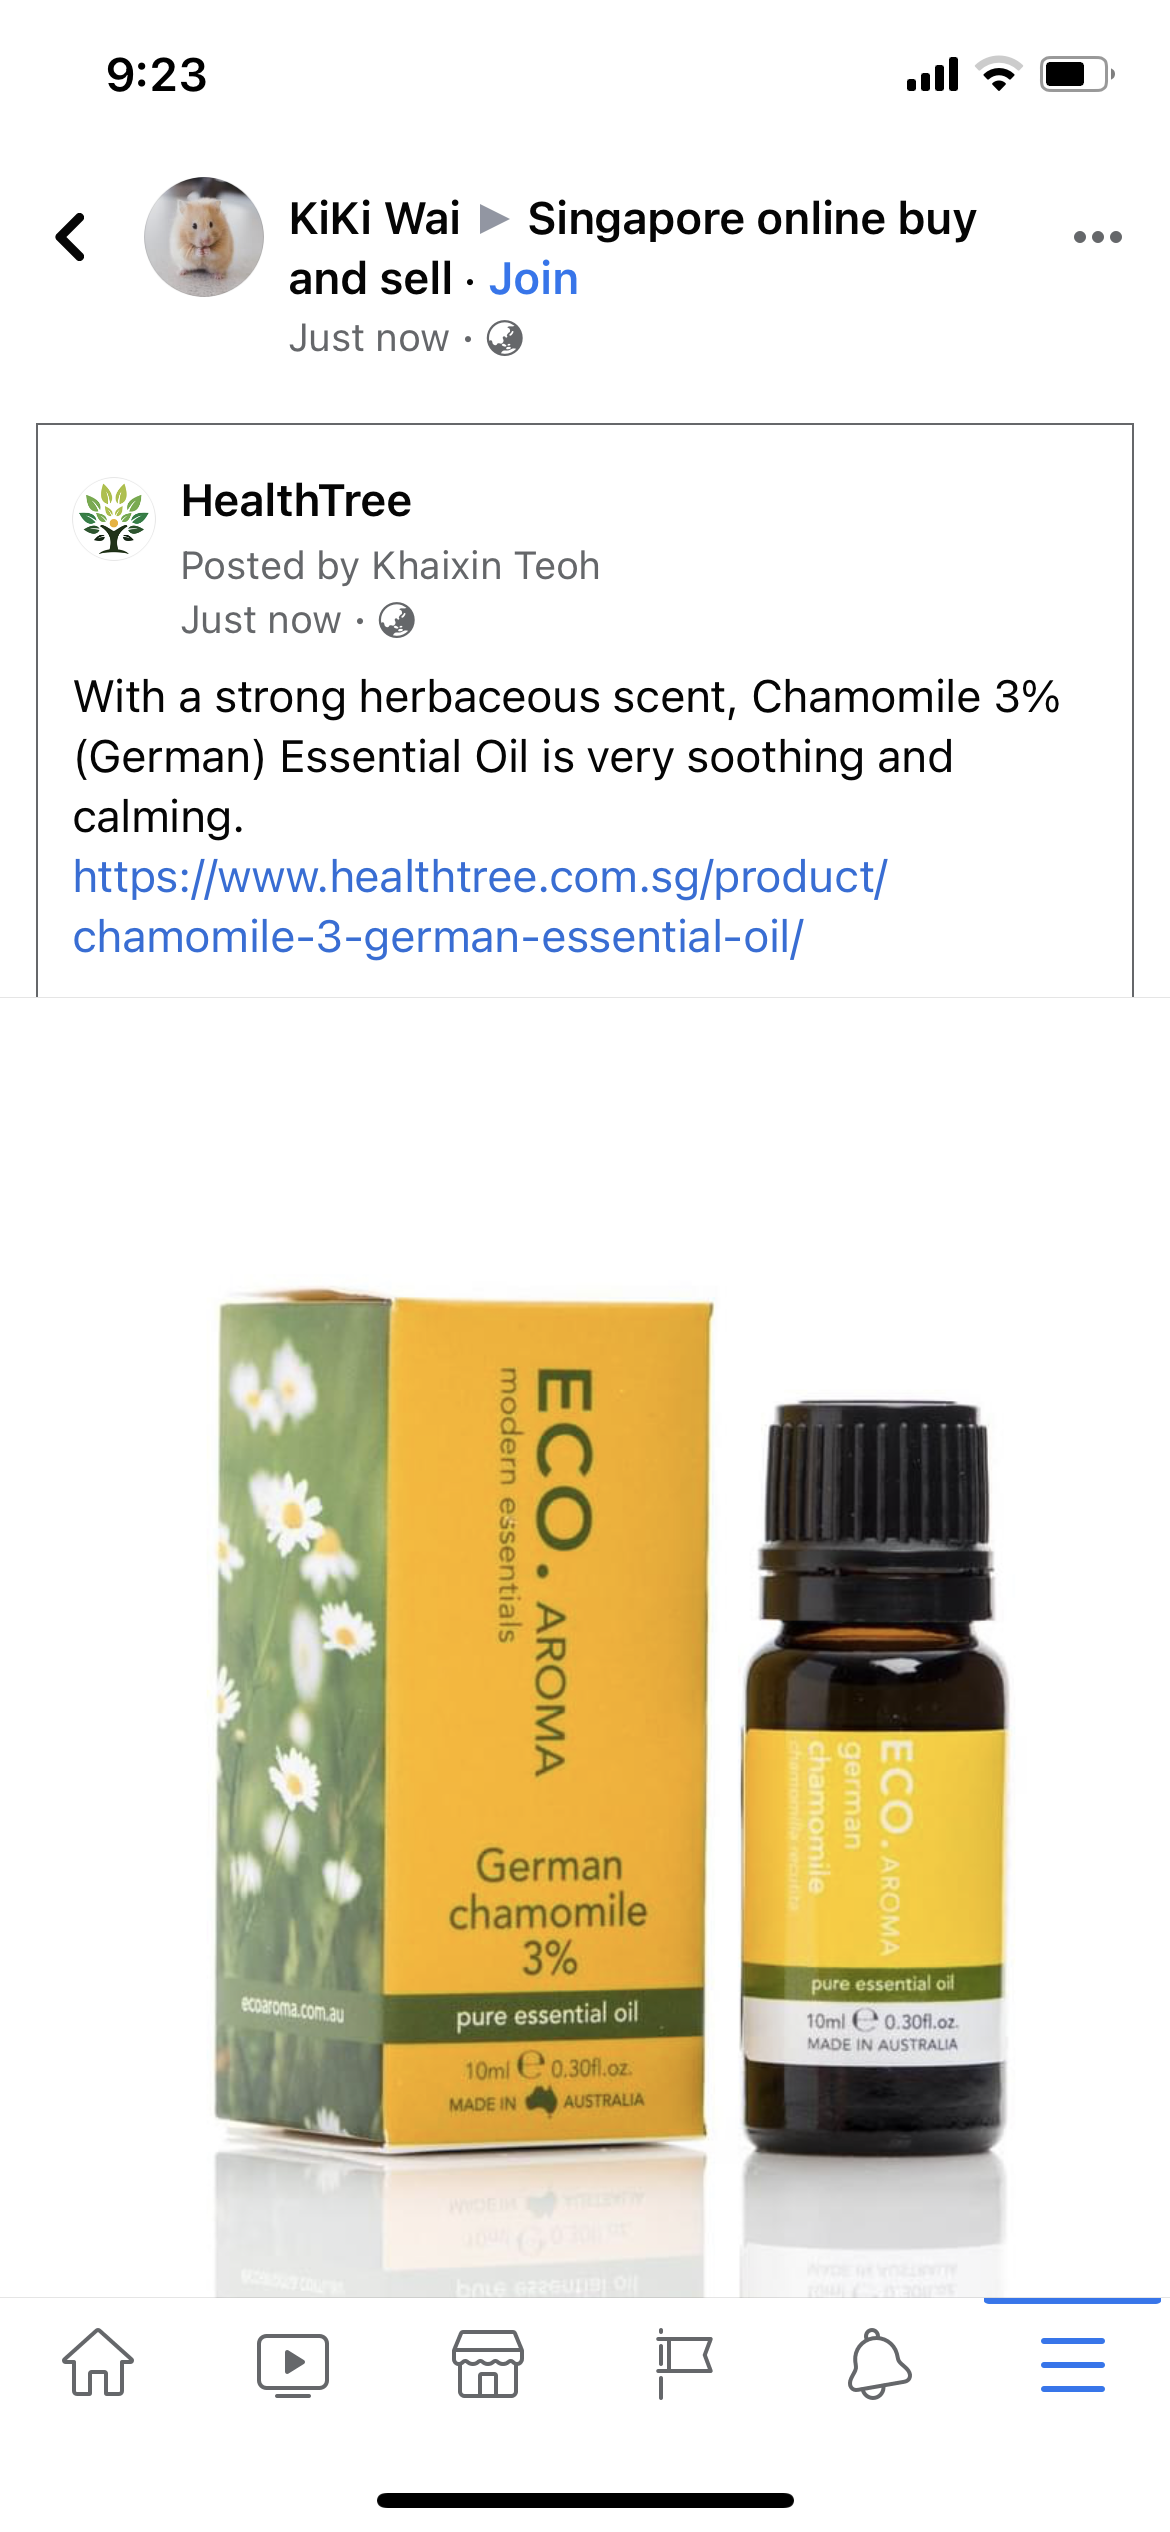 9:23
KiKi Wai ▶ Singapore online buy
and sell · Join
Just now ·
HealthTree
Posted by Khaixin Teoh
Just now ·
With a strong herbaceous scent, Chamomile 3%
(German) Essential Oil is very soothing and
calming.
https://www.healthtree.com.sg/product/
chamomile-3-german-essential-oil/
ECO. AROMA
modern essentials
German
chamomile
3%
pure essential oil
10ml e 0.30fl.oz.
MADE IN AUSTRALIA
ecoaroma.com.au
ECO. AROMA
german
chamomile
chamomilla recutita
pure essential oil
10ml e 0.30fl.oz.
MADE IN AUSTRALIA